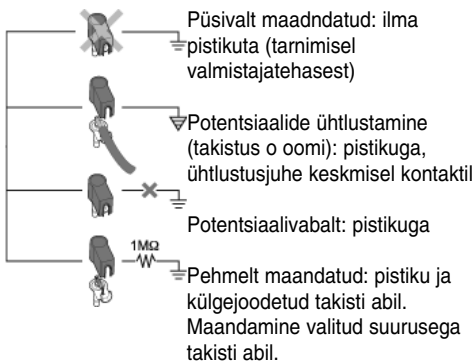 Püsivalt maadndatud: ilma
pistikuta (tarnimisel
valmistajatehasest)
Potentsiaalide ühtlustamine
(takistus o oomi): pistikuga,
ühtlustusjuhe keskmisel kontaktil
Potentsiaalivabalt: pistikuga
1MΩ
Pehmelt maandatud: pistiku ja
külgejoodetud takisti abil.
Maandamine valitud suurusega
takisti abil.